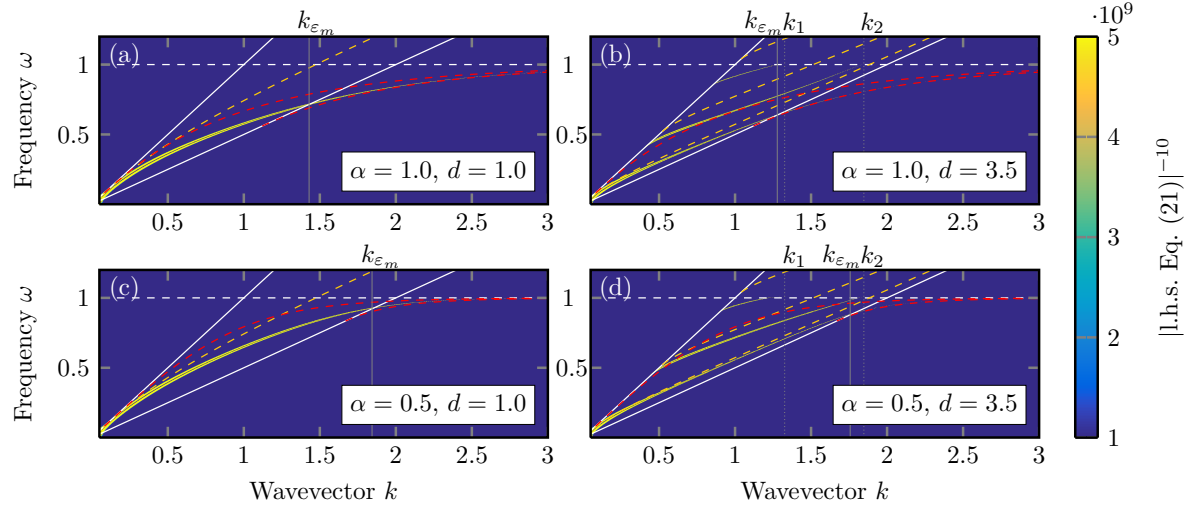 k_{ε_m}
k_{ε_m} k_1 k_2
·10^9
(a)
(b)
Frequency ω
1
0.5
α = 1.0, d = 1.0
0.5 1 1.5 2 2.5 3
1
0.5
α = 1.0, d = 3.5
0.5 1 1.5 2 2.5 3
k_{ε_m}
k_1 k_{ε_m} k_2
(c)
(d)
Frequency ω
1
0.5
α = 0.5, d = 1.0
0.5 1 1.5 2 2.5 3
Wavevector k
1
0.5
α = 0.5, d = 3.5
0.5 1 1.5 2 2.5 3
Wavevector k
5
4
3
2
1
|l.h.s. Eq. (21)|^{−10}